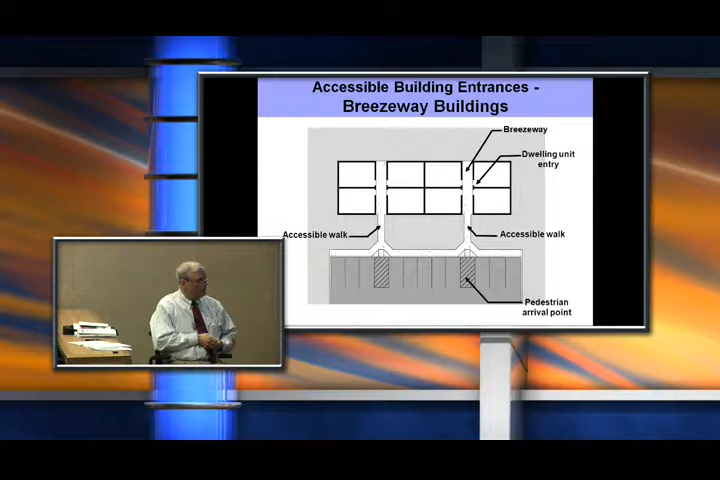 Accessible Building Entrances -
Breezeway Buildings
Breezeway
Dwelling unit
entry
Accessible walk
Accessible walk
Pedestrian
arrival point